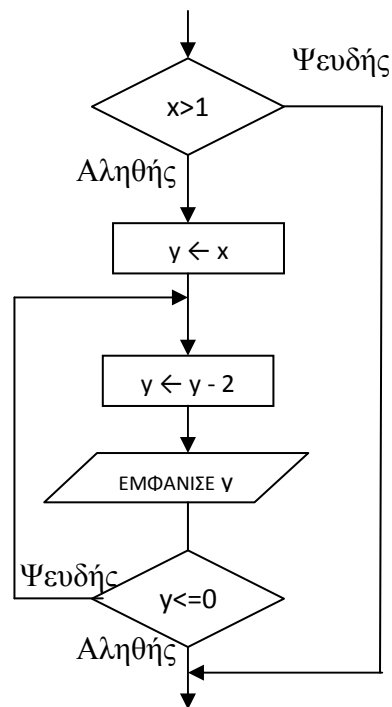 Ψευδής
x>1
Αληθής
y ← x
y ← y - 2
ΕΜΦΑΝΙΣΕ y
Ψευδής
y<=0
Αληθής